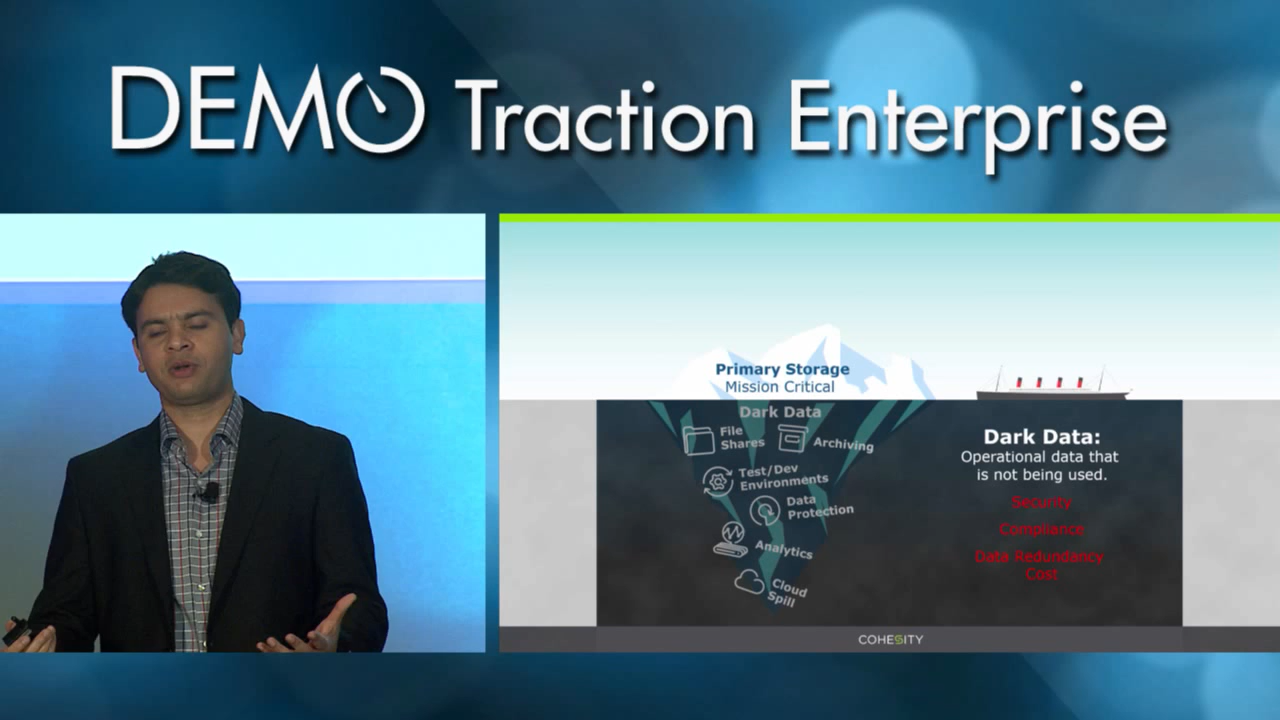 DEMO Traction Enterprise
Primary Storage
Mission Critical
Dark Data
File
Shares
Archiving
Test/Dev
Environments
Data
Protection
Analytics
Cloud
Spill
Dark Data:
Operational data that
is not being used.
Security
Compliance
Data Redundancy
Cost
COHESITY